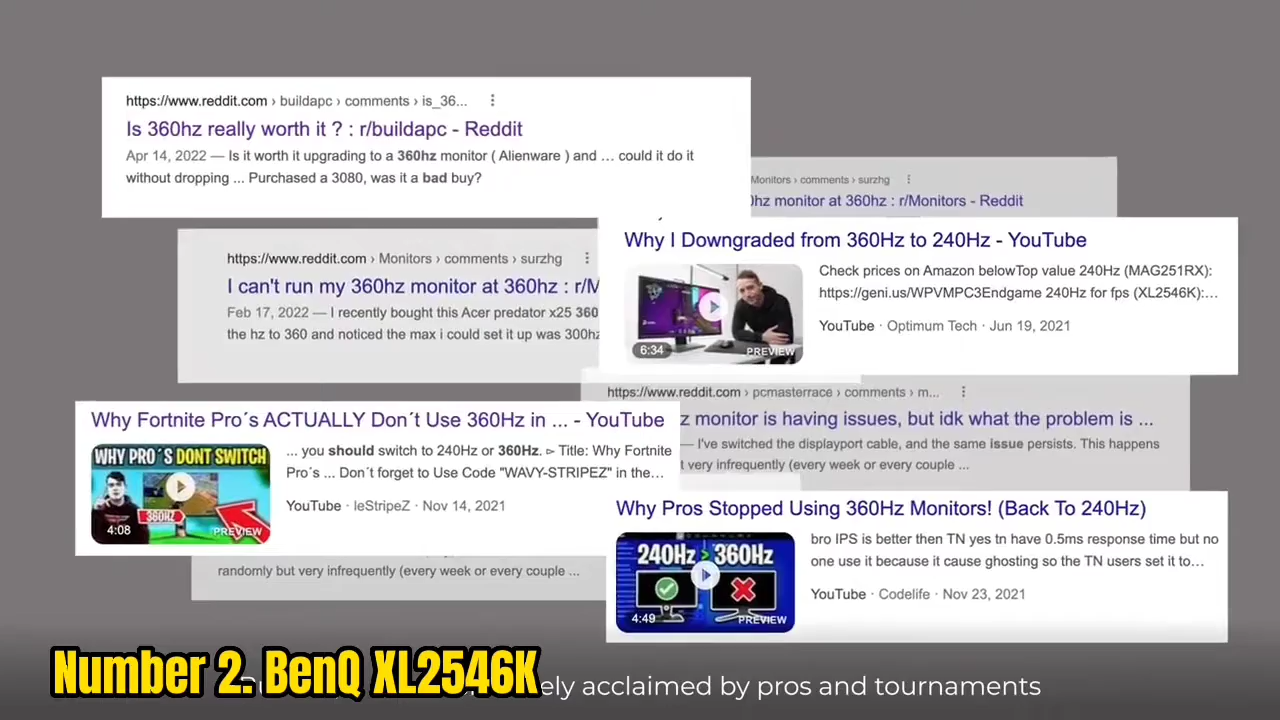 https://www.reddit.com › buildapc › comments › is_36...
Is 360hz really worth it ? : r/buildapc - Reddit
Apr 14, 2022 — Is it worth it upgrading to a 360hz monitor ( Alienware ) and ... could it do it
without dropping ... Purchased a 3080, was it a bad buy?
Monitors › comments › surzhg
monitor at 360hz : r/Monitors - Reddit
https://www.reddit.com › Monitors › comments › surzhg
I can't run my 360hz monitor at 360hz :
Feb 17, 2022 — I recently bought this Acer predator x25 360
the hz to 360 and noticed the max i could set it up was 300hz
Why I Downgraded from 360Hz to 240Hz - YouTube
Check prices on Amazon belowTop value 240Hz (MAG251RX):
https://geni.us/WPVMPC3Endgame 240Hz for fps (XL2546K):...
YouTube · Optimum Tech · Jun 19, 2021
6:34
PREVIEW
https://www.reddit.com › pcmasterrace › comments › m...
monitor is having issues, but idk what the problem is ...
— I've switched the displayport cable, and the same issue persists. This happens
very infrequently (every week or every couple ...
Why Fortnite Pro´s ACTUALLY Don´t Use 360Hz in ... - YouTube
WHY PRO´S DONT SWITCH
360HZ
4:08
PREVIEW
... you should switch to 240Hz or 360Hz. ▻ Title: Why Fortnite
Pro´s ... Don´t forget to Use Code "WAVY-STRIPEZ" in the...
YouTube · leStripeZ · Nov 14, 2021
randomly but very infrequently (every week or every couple ...
Why Pros Stopped Using 360Hz Monitors! (Back To 240Hz)
240Hz > 360Hz
4:49
PREVIEW
bro IPS is better then TN yes tn have 0.5ms response time but no
one use it because it cause ghosting so the TN users set it to...
YouTube · Codelife · Nov 23, 2021
Number 2. BenQ XL2546K
acclaimed by pros and tournaments